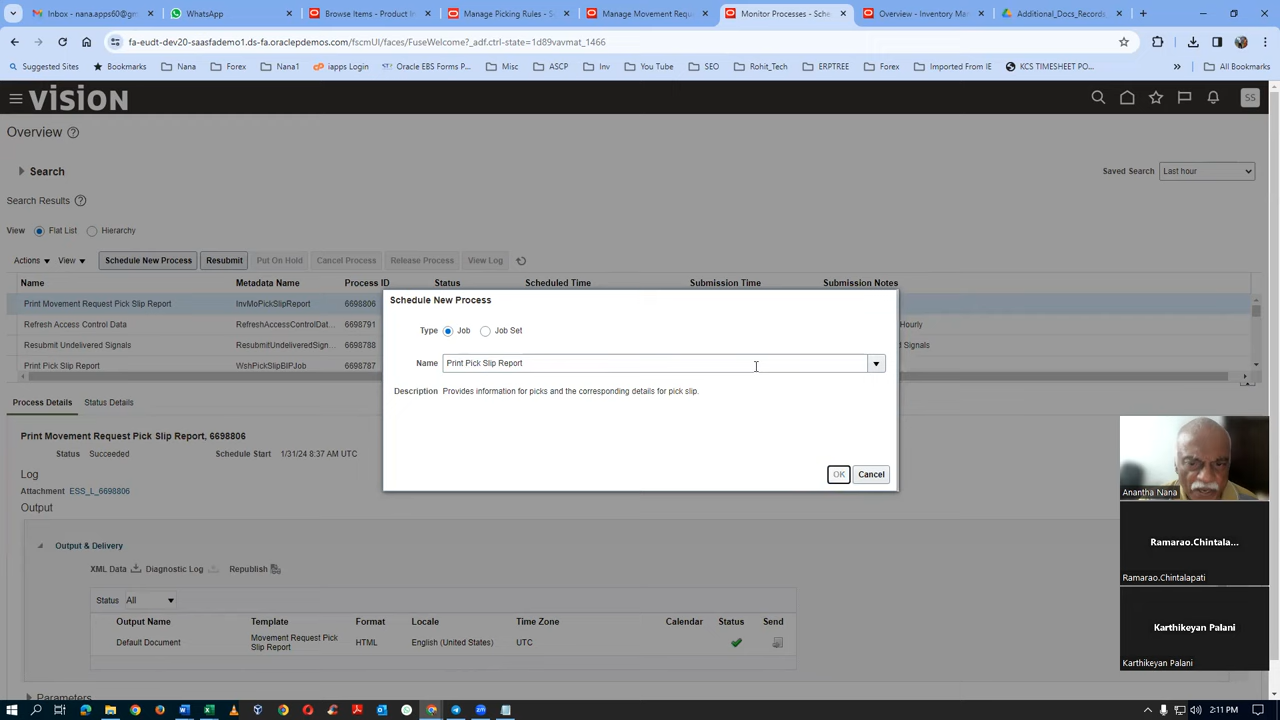 Inbox (29) - anantaps60@gm
WhatsApp
Browse Items - Product In
Manage Picking Rules - S
Manage Movement Requ
Monitor Processes - Sche
Overview - Inventory Man
Additional_Docs_Records
fa-eudt-dev20-saasfademo1.ds-fa.oraclepdemos.com/fscmUI/faces/FuseWelcome?_adf.ctrl-state=1d89vavmat_1466
Suggested Sites
Bookmarks
Nana
Forex
Nana1
iapps Login
Oracle EBS Forms P...
Misc
ASCP
Inv
You Tube
SEO
Rohit_Tech
ERPTREE
Forex
Imported From IE
KCS TIMESHEET PO...
All Bookmarks
VISION
SS
Overview
Search
Saved Search
Last hour
Search Results
View
Flat List
Hierarchy
Actions
View
Schedule New Process
Resubmit
Put On Hold
Cancel Process
Release Process
View Log
Name
Metadata Name
Process ID
Status
Scheduled Time
Submission Time
Submission Notes
Print Movement Request Pick Slip Report
InvMoPickSlipReport
6698806
Refresh Access Control Data
RefreshAccessControlDat...
6698791
Hourly
Resubmit Undelivered Signals
ResubmitUndeliveredSign...
6698788
Print Pick Slip Report
WshPickSlipBIPJob
6698787
Schedule New Process
Type
Job
Job Set
Name
Print Pick Slip Report
Description
Provides information for picks and the corresponding details for pick slip.
OK
Cancel
Process Details
Status Details
Print Movement Request Pick Slip Report, 6698806
Status
Succeeded
Schedule Start
1/31/24 8:37 AM UTC
Log
Attachment
ESS_L_6698806
Output
Output & Delivery
XML Data
Diagnostic Log
Republish
Status
All
Output Name
Template
Format
Locale
Time Zone
Calendar
Status
Send
Default Document
Movement Request Pick
Slip Report
HTML
English (United States)
UTC
Parameters
Anantha Nana
Ramarao.Chintala...
Ramarao.Chintalapati
Karthikeyan Palani
Karthikeyan Palani
2:11 PM